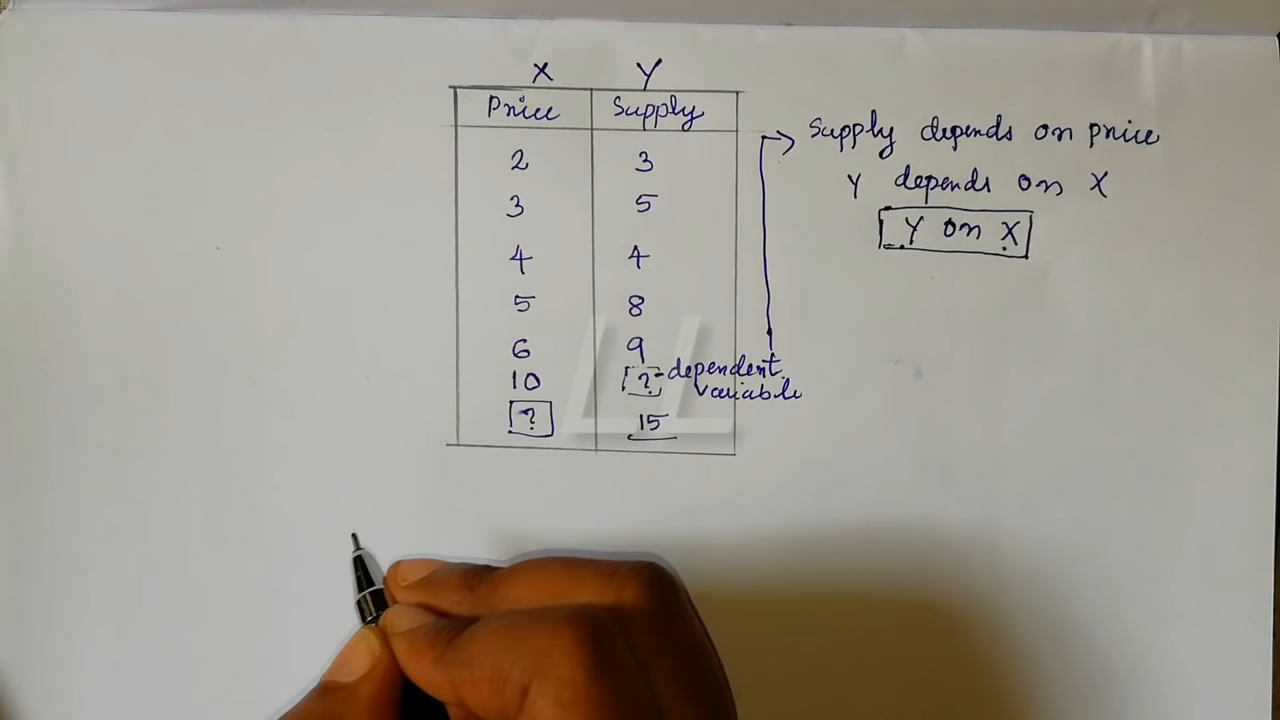 X Y
Price Supply
2 3
3 5
4 4
5 8
6 9
10 ? - dependent variable
? 15
Supply depends on price
Y depends on X
Y on X
LL